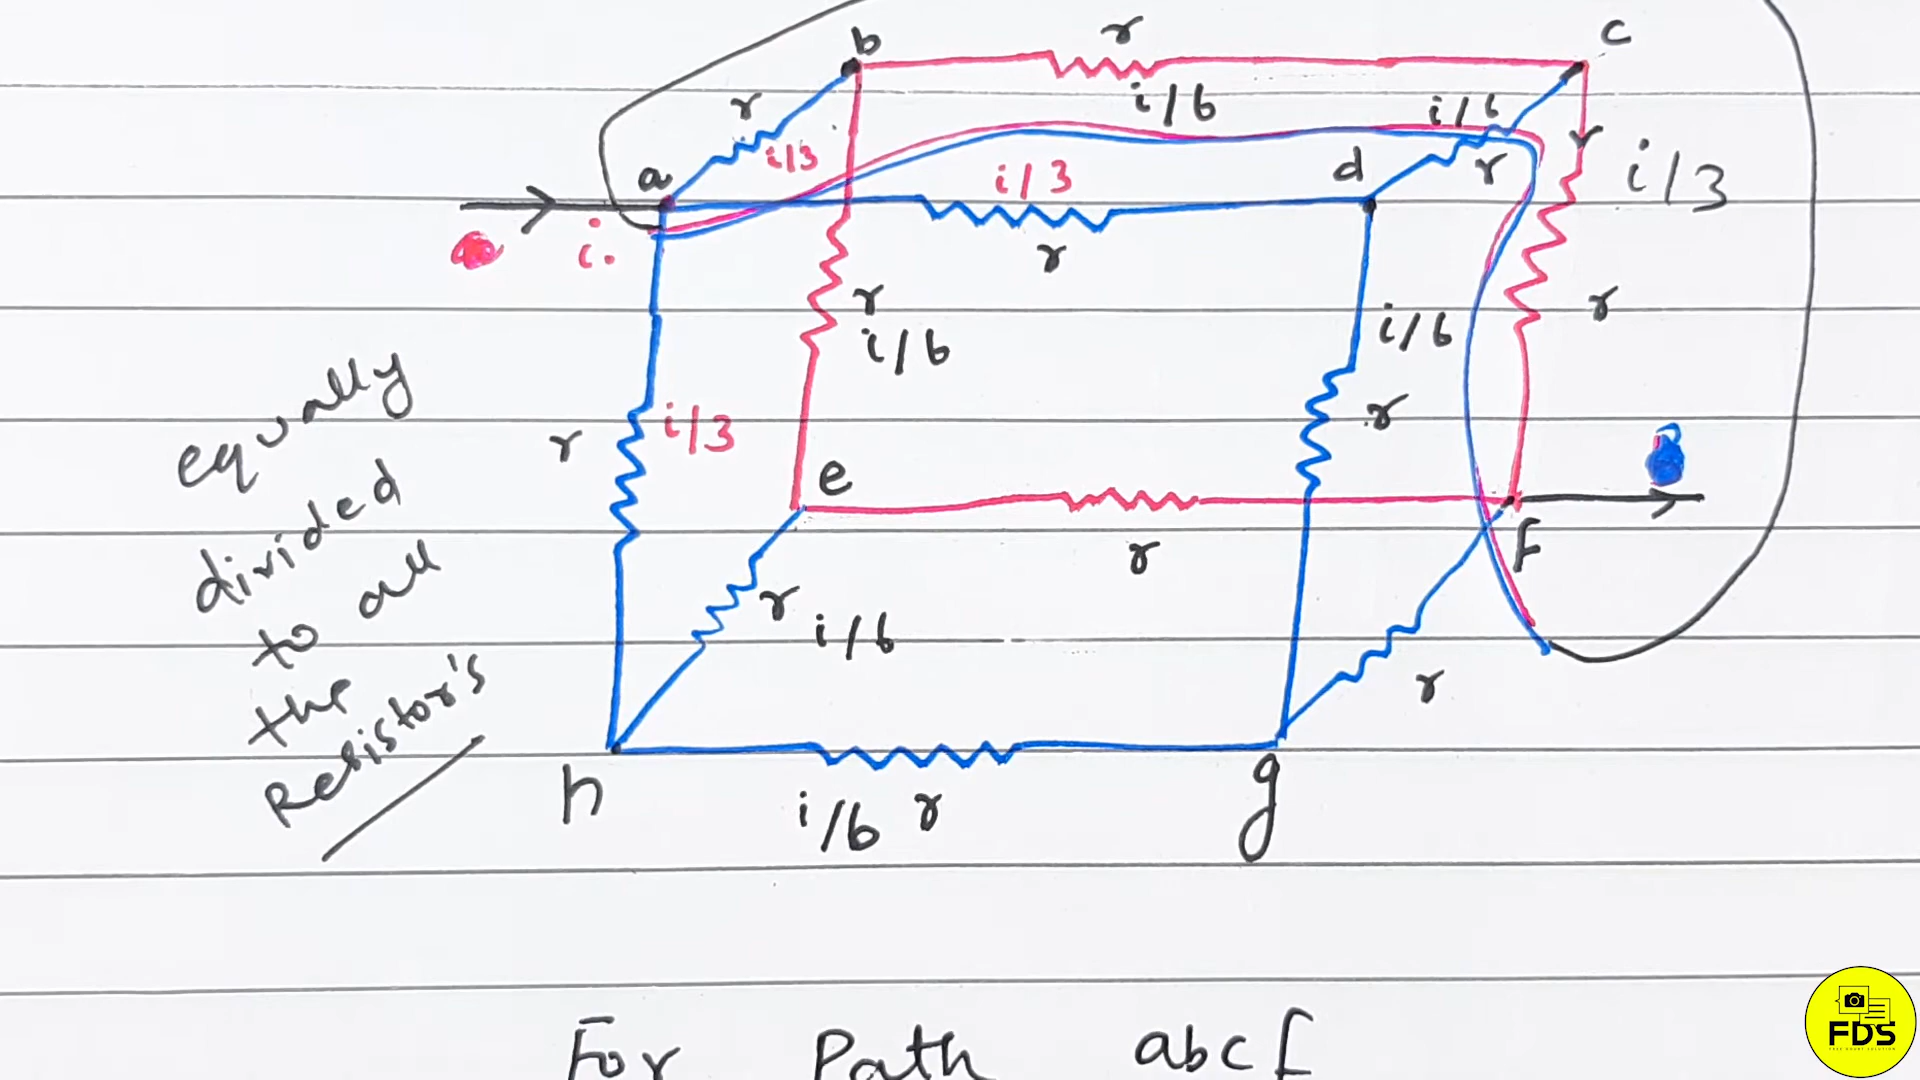 b
r
c
r
i/6
i/6
i/3
a
i/3
d
r
i/3
i.
r
r
i/6
i/6
r
equally
divided
to all
the
Resistor's
r
i/3
r
e
r
f
r
i/6
r
h
i/6 r
g
For Path abcf
FDS